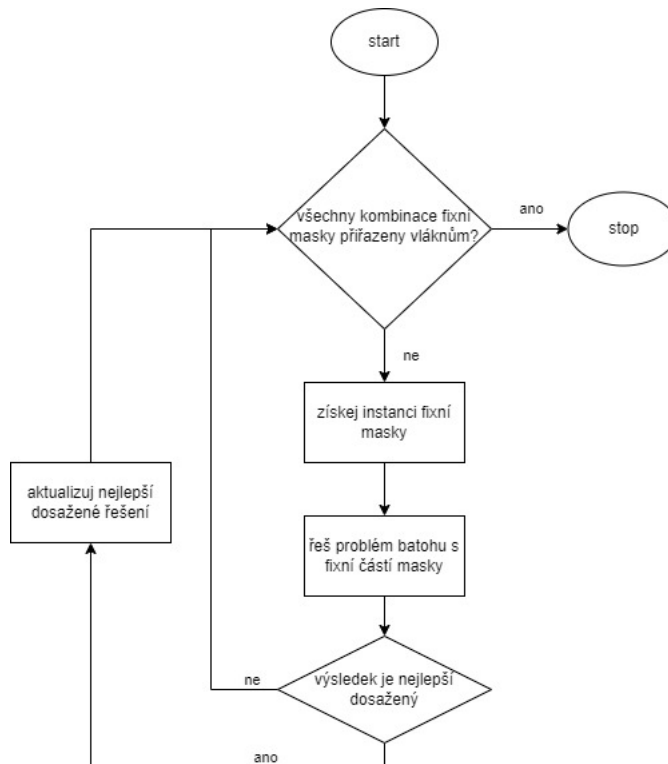 start
všechny kombinace fixní
masky přiřazeny vláknům?
ano
stop
ne
získej instanci fixní
masky
aktualizuj nejlepší
dosažené řešení
řeš problém batohu s
fixní částí masky
výsledek je nejlepší
dosažený
ne
ano